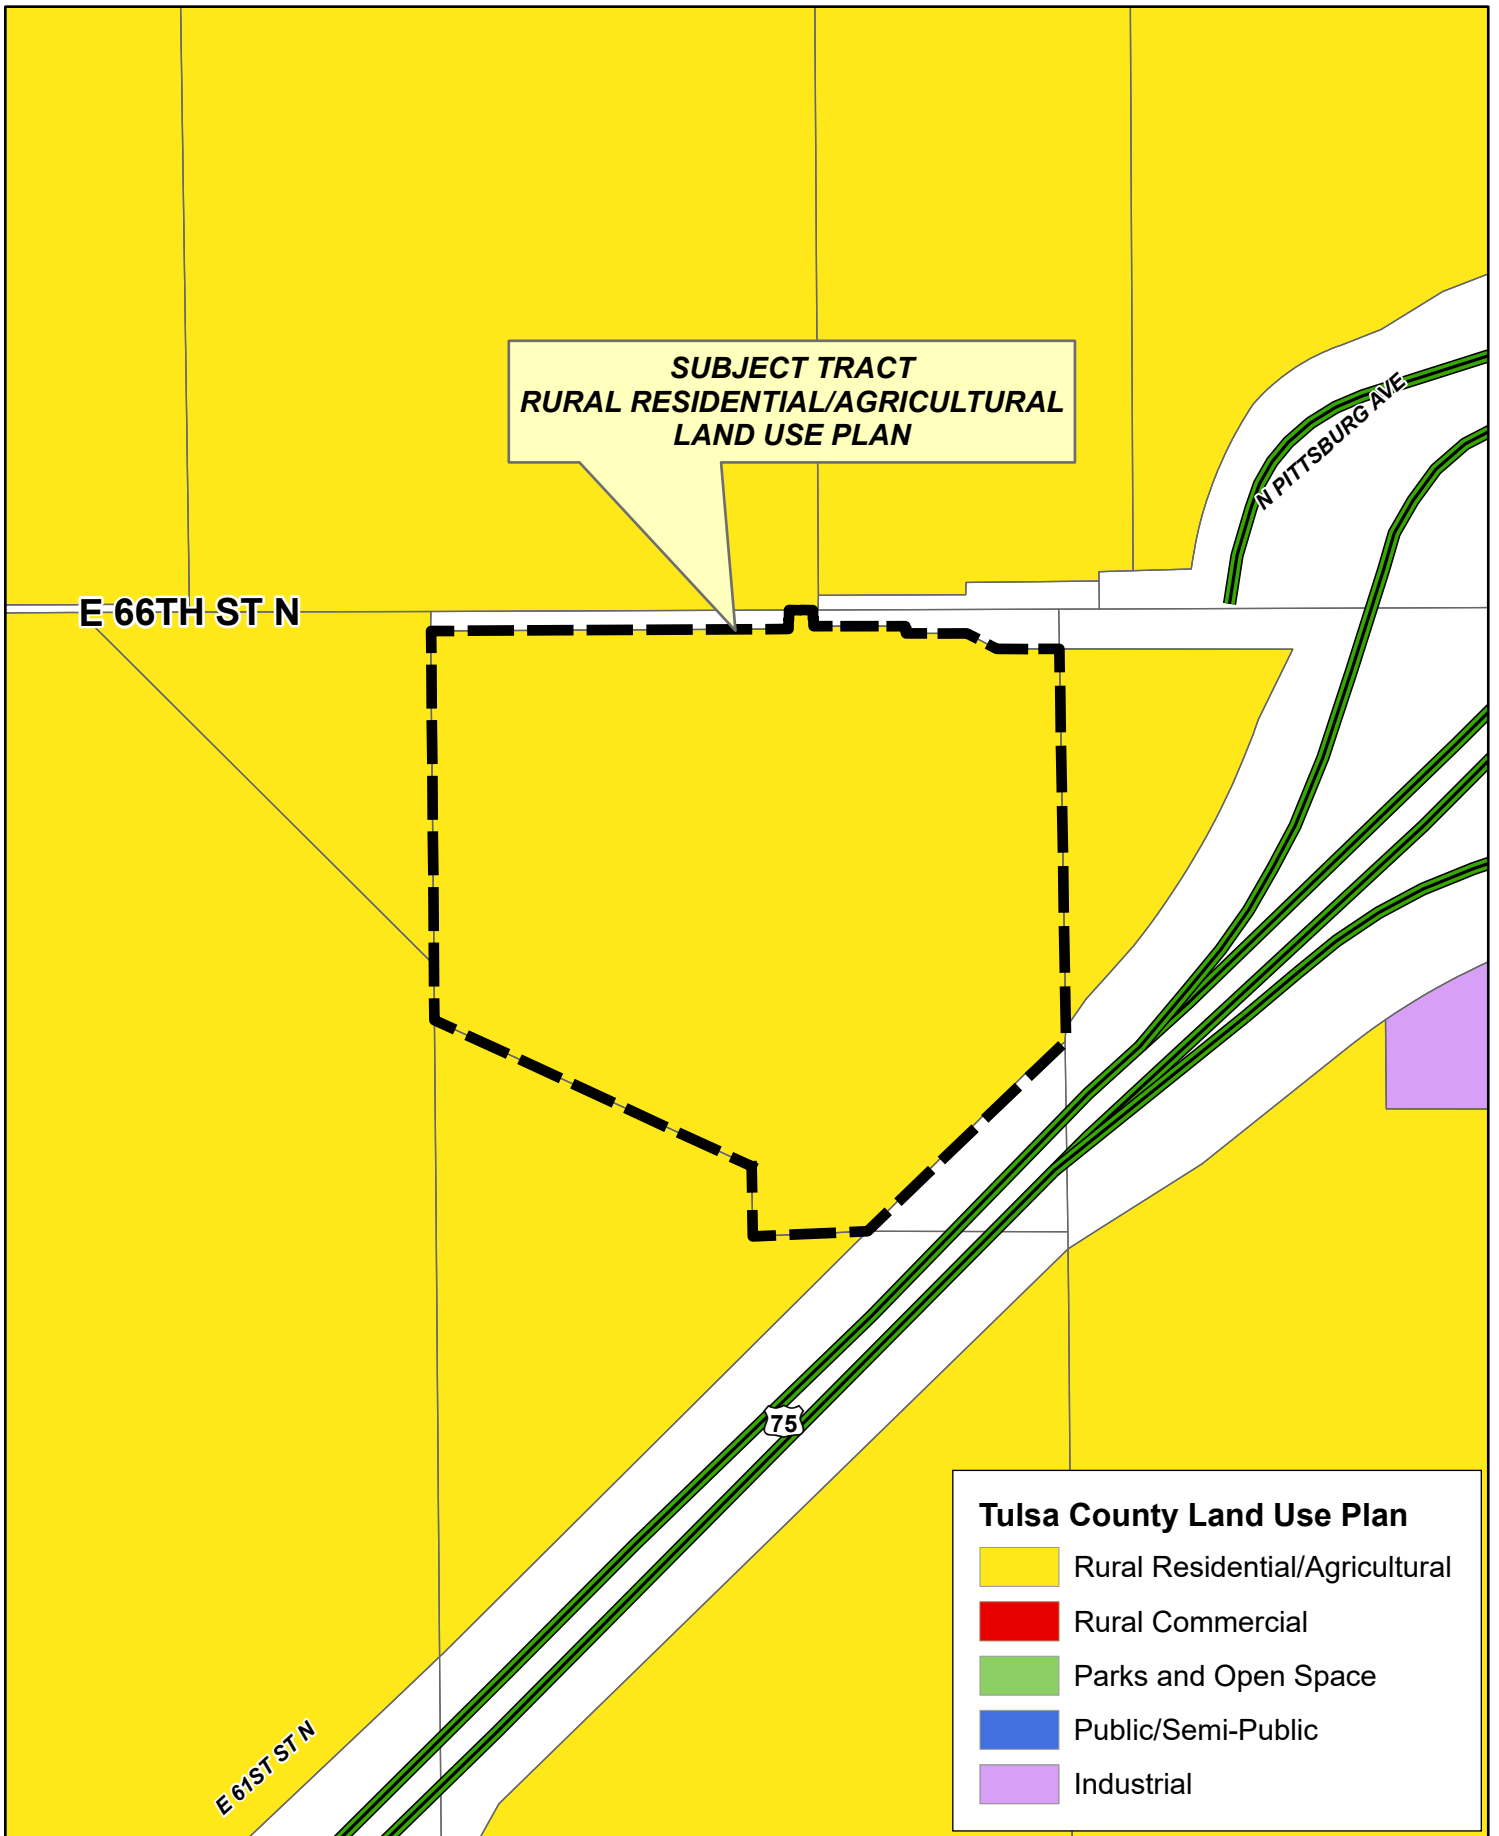 SUBJECT TRACT
RURAL RESIDENTIAL/AGRICULTURAL
LAND USE PLAN
N PITTSBURG AVE
E 66TH ST N
75
E 61ST ST N
Tulsa County Land Use Plan
Rural Residential/Agricultural
Rural Commercial
Parks and Open Space
Public/Semi-Public
Industrial